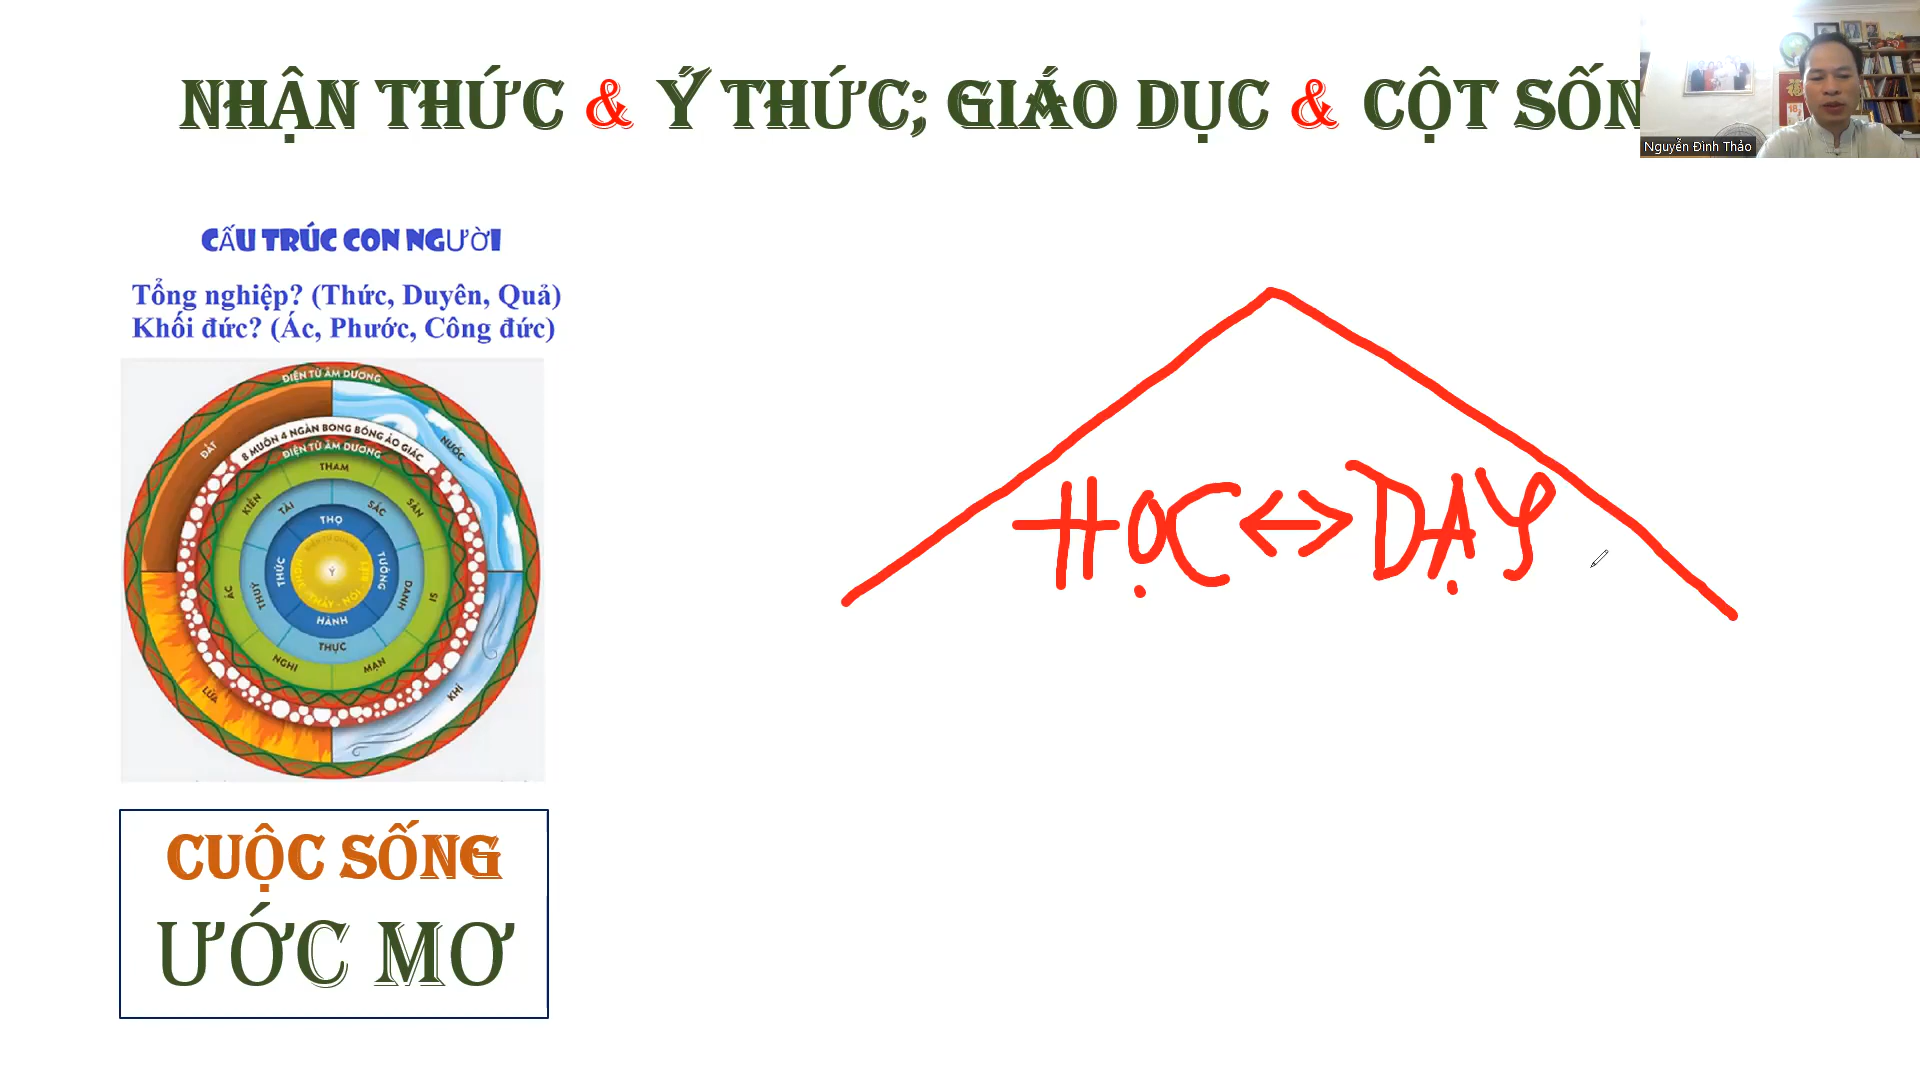 NHẬN THỨC & Ý THỨC; GIÁO DỤC & CỘT SỐN
Nguyễn Đình Thảo
CẤU TRÚC CON NGƯỜI
Tổng nghiệp? (Thức, Duyên, Quả)
Khối đức? (Ác, Phước, Công đức)
ĐIỆN TỪ ÂM DƯƠNG
ĐẤT
NƯỚC
8 MUÔN 4 NGÀN BONG BÓNG ẢO GIÁC
ĐIỆN TỪ ÂM DƯƠNG
THAM
KIẾN
SÂN
TÀI
SẮC
THỌ
THỨC
TƯỞNG
Ý
ÁC
THUỲ
DANH
SI
HÀNH
THỰC
NGHI
MẠN
LỬA
KHÍ
HỌC <-> DẠY
CUỘC SỐNG
ƯỚC MƠ